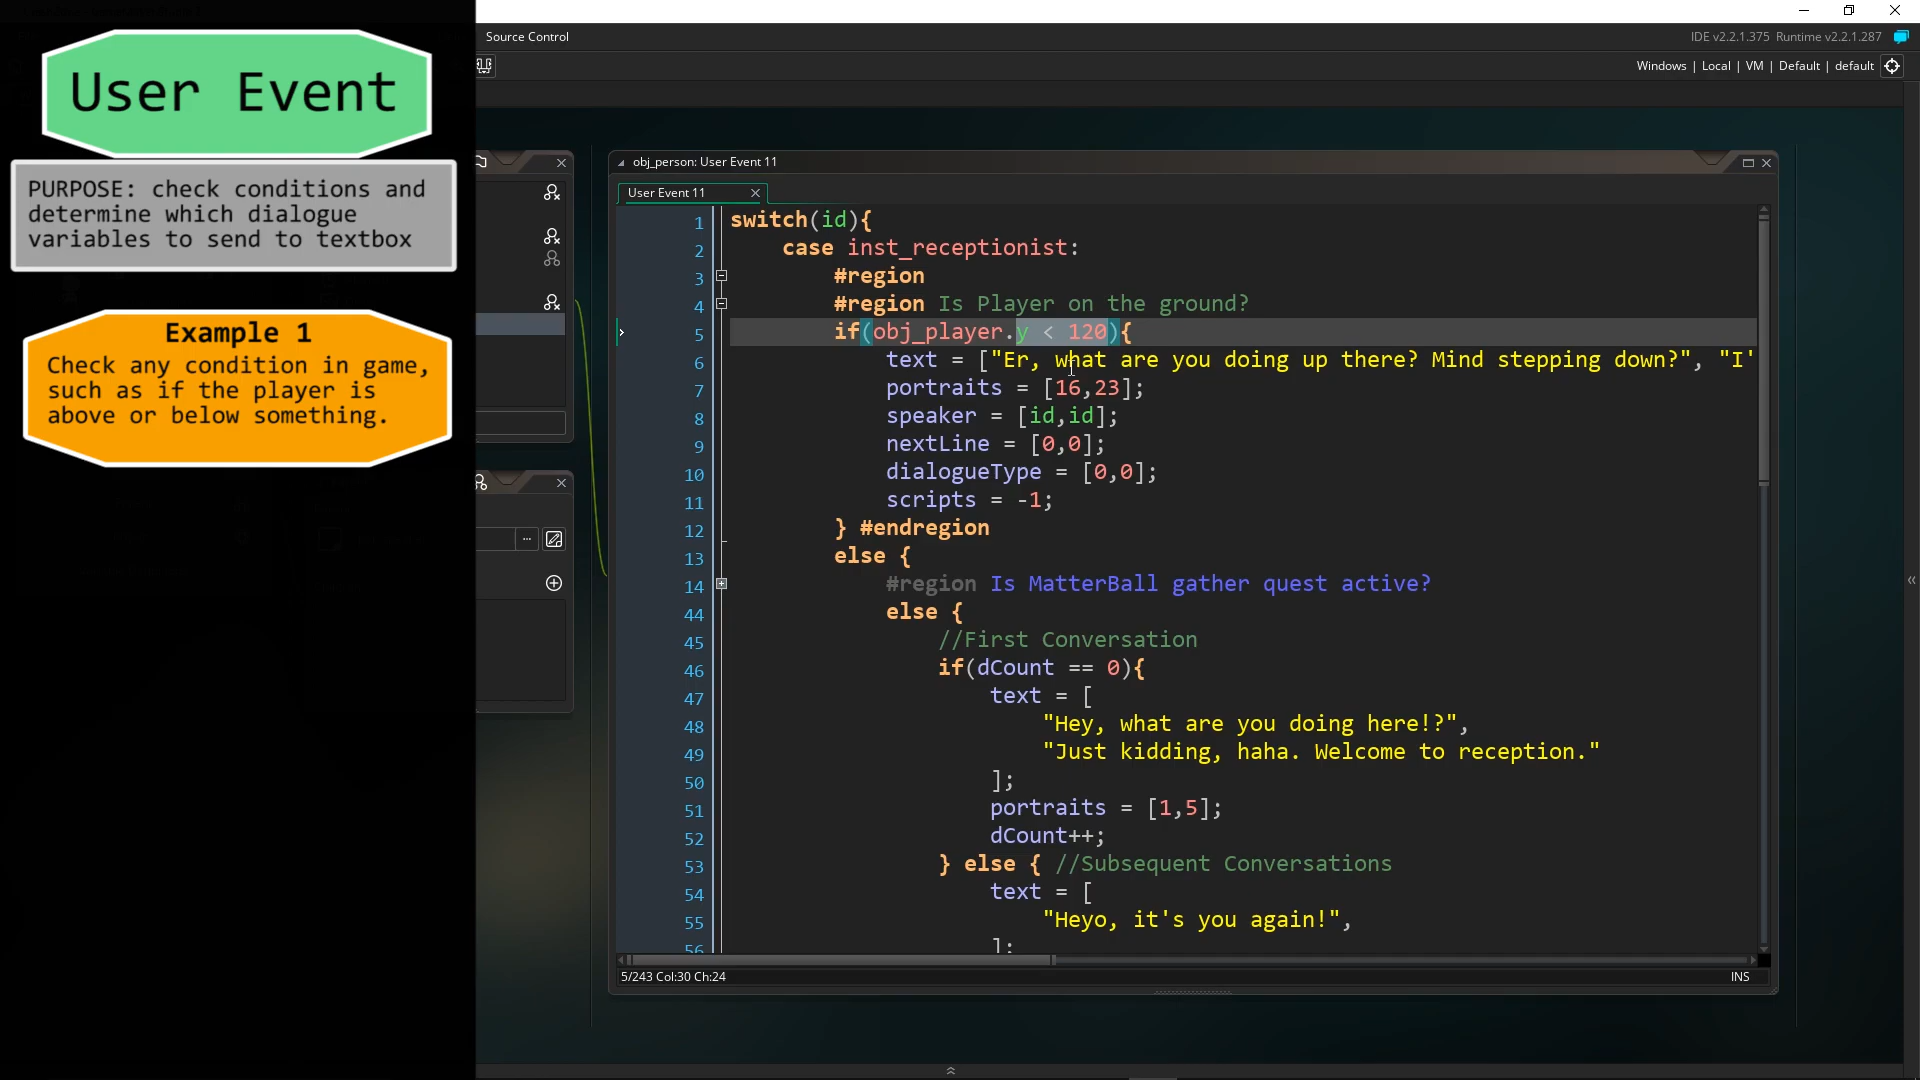 User Event
PURPOSE: check conditions and
determine which dialogue
variables to send to textbox
Example 1
Check any condition in game,
such as if the player is
above or below something.
Source Control
IDE v2.2.1.375 Runtime v2.2.1.287
Windows | Local | VM | Default | default
obj_person: User Event 11
User Event 11
1 switch(id){
2 case inst_receptionist:
3 #region
4 #region Is Player on the ground?
5 if(obj_player.y < 120){
6 text = ["Er, what are you doing up there? Mind stepping down?", "I'
7 portraits = [16,23];
8 speaker = [id,id];
9 nextLine = [0,0];
10 dialogueType = [0,0];
11 scripts = -1;
12 } #endregion
13 else {
14 #region Is MatterBall gather quest active?
44 else {
45 //First Conversation
46 if(dCount == 0){
47 text = [
48 "Hey, what are you doing here!?",
49 "Just kidding, haha. Welcome to reception."
50 ];
51 portraits = [1,5];
52 dCount++;
53 } else { //Subsequent Conversations
54 text = [
55 "Heyo, it's you again!",
56 ];
5/243 Col:30 Ch:24
INS